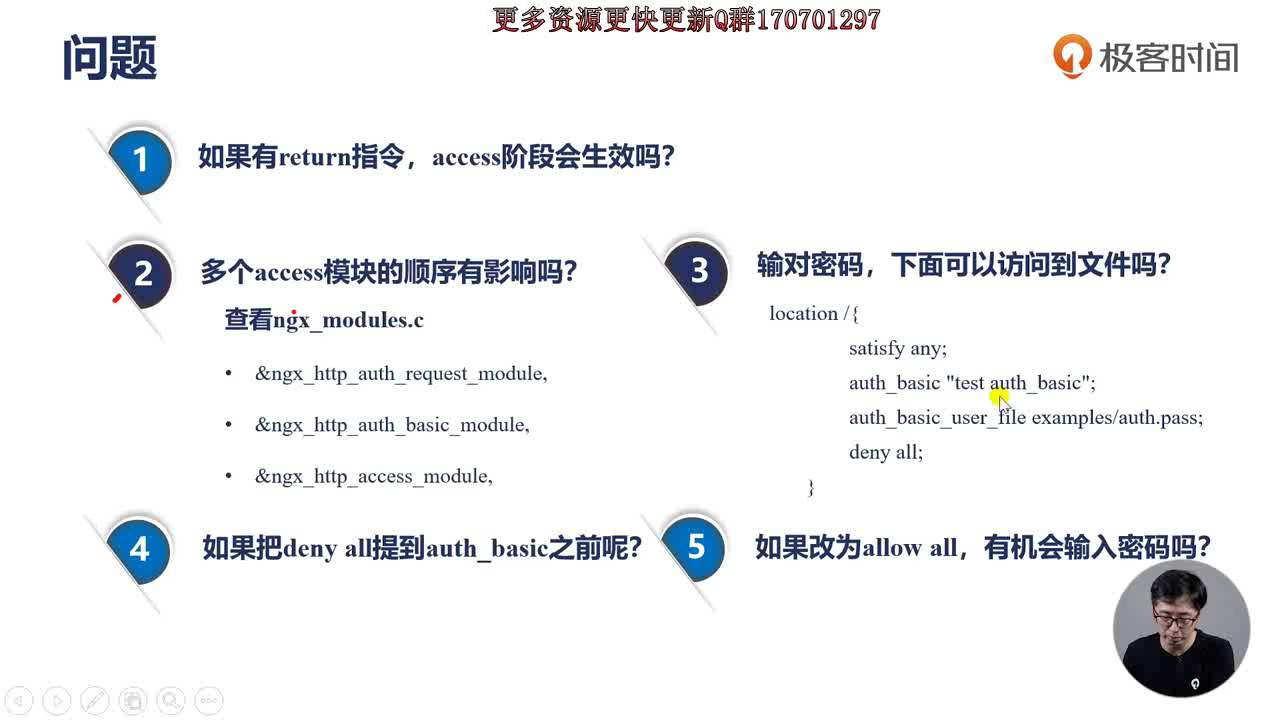 更多资源更快更新Q群170701297
问题
极客时间
1
如果有return指令，access阶段会生效吗？
2
多个access模块的顺序有影响吗？
查看ngx_modules.c
• &ngx_http_auth_request_module,
• &ngx_http_auth_basic_module,
• &ngx_http_access_module,
3
输对密码，下面可以访问到文件吗？
location /{
satisfy any;
auth_basic "test auth_basic";
auth_basic_user_file examples/auth.pass;
deny all;
}
4
如果把deny all提到auth_basic之前呢？
5
如果改为allow all，有机会输入密码吗？